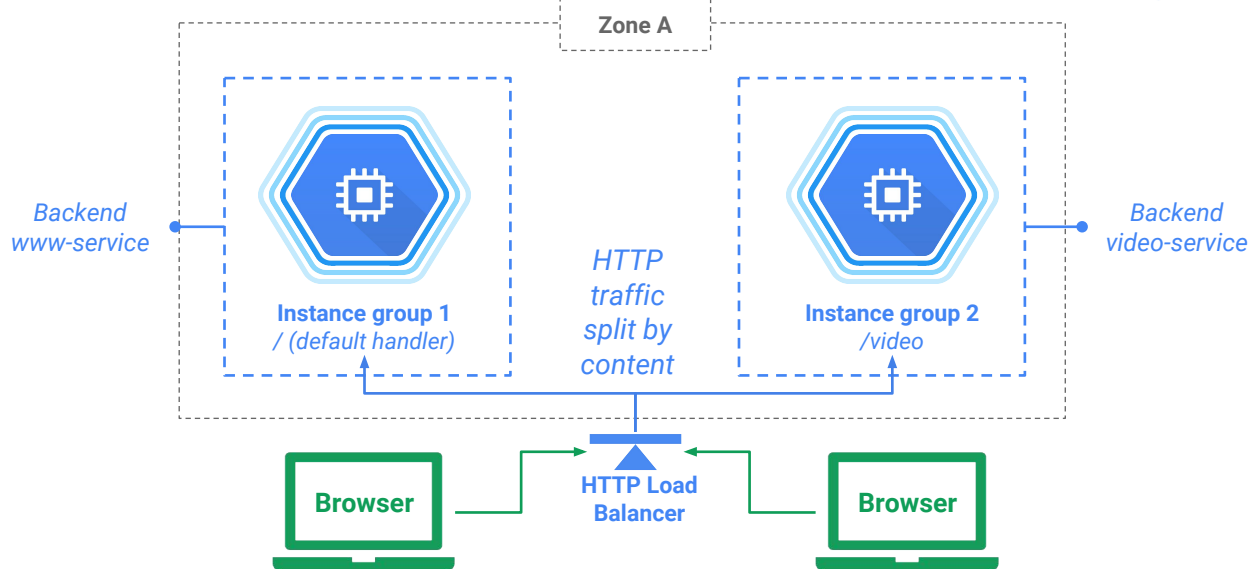 Zone A
Backend
www-service
Instance group 1
/ (default handler)
HTTP
traffic
split by
content
Instance group 2
/video
Backend
video-service
Browser
HTTP Load
Balancer
Browser